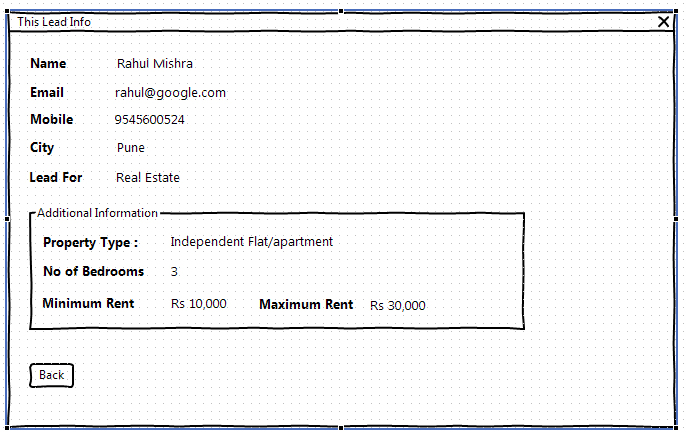 This Lead Info
Name Rahul Mishra
Email rahul@google.com
Mobile 9545600524
City Pune
Lead For Real Estate
Additional Information
Property Type : Independent Flat/apartment
No of Bedrooms 3
Minimum Rent Rs 10,000 Maximum Rent Rs 30,000
Back